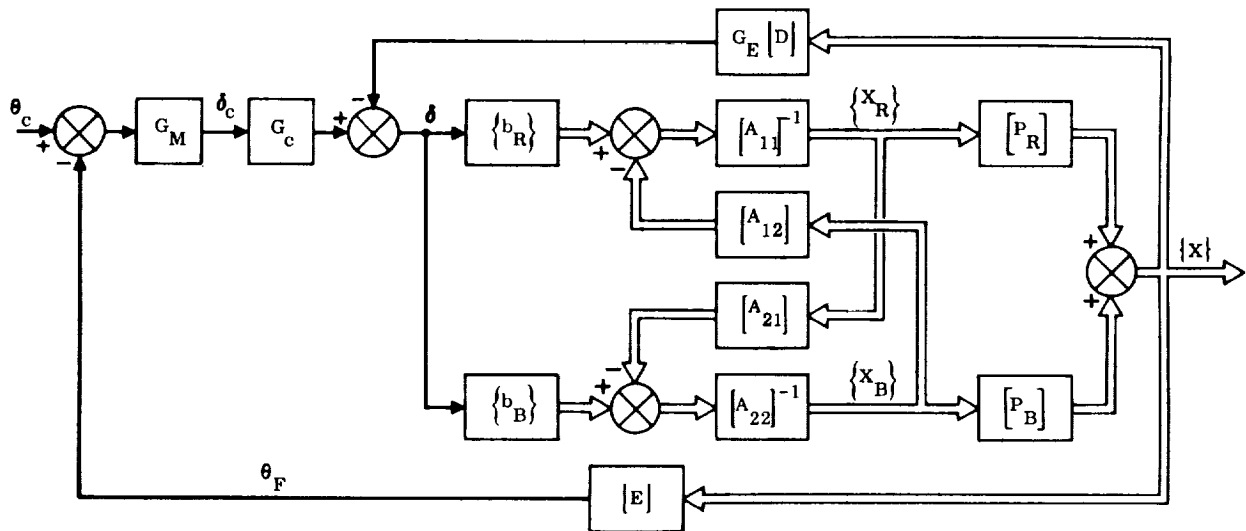 G_E [D]
θ_c
+
−
G_M
δ_c
G_c
+
−
δ
{b_R}
+
−
[A_11]^-1
{X_R}
[P_R]
[A_12]
+
{X}
+
[A_21]
{b_B}
+
−
[A_22]^-1
{X_B}
[P_B]
θ_F
[E]